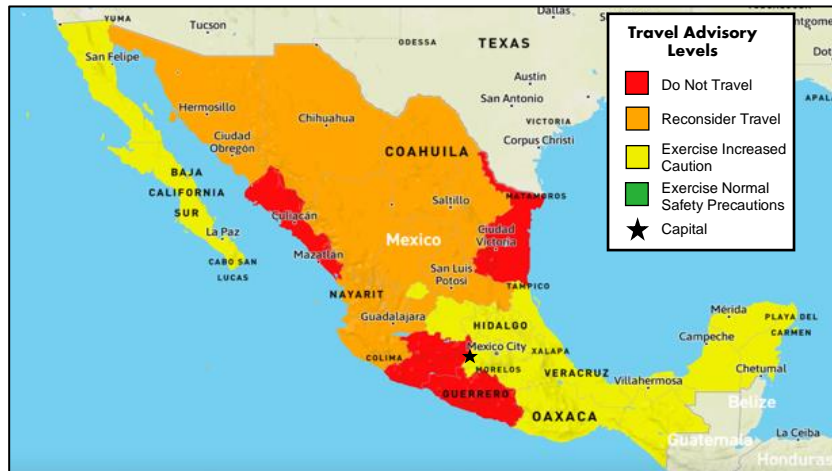 YUMA
Tucson
San Felipe
Hermosillo
Ciudad
Obregón
BAJA
CALIFORNIA
SUR
La Paz
CABO SAN
LUCAS
Chihuahua
COAHUILA
Culiacán
Mazatlán
Saltillo
Mexico
NAYARIT
Guadalajara
COLIMA
San Luis
Potosí
Ciudad
Victoria
MATAMOROS
TAMPICO
HIDALGO
Mexico City
MORELOS
XALAPA
VERACRUZ
GUERRERO
OAXACA
Villahermosa
Campeche
Mérida
PLAYA DEL
CARMEN
Chetumal
Belize
Guatemala
La Ceiba
Honduras
Dallas
ODESSA
TEXAS
Austin
San Antonio
VICTORIA
Corpus Christi
Travel Advisory
Levels
Do Not Travel
Reconsider Travel
Exercise Increased
Caution
Exercise Normal
Safety Precautions
Capital